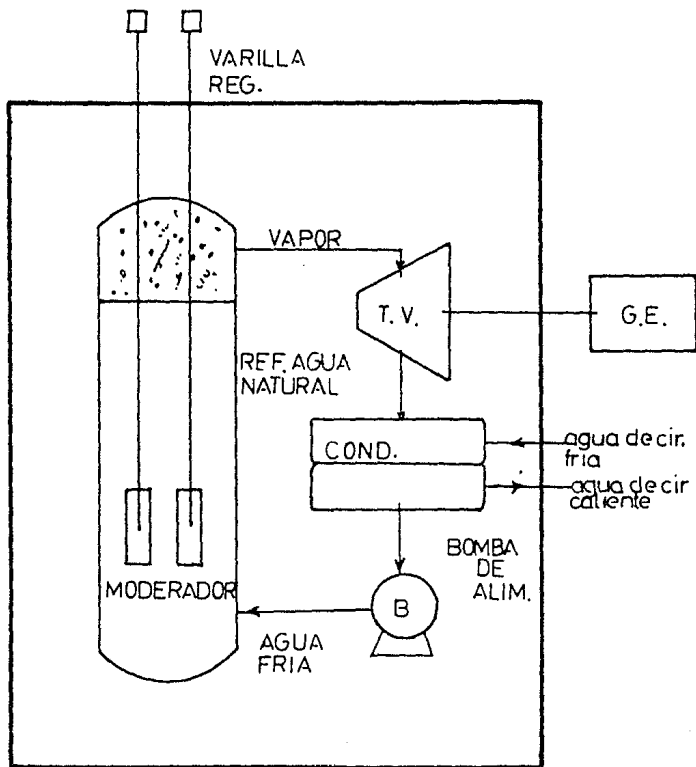 VARILLA
REG.
VAPOR
T. V.
G.E.
REF. AGUA
NATURAL
COND.
agua de cir.
fria
agua de cir
caliente
BOMBA
DE
ALIM.
MODERADOR
B
AGUA
FRIA